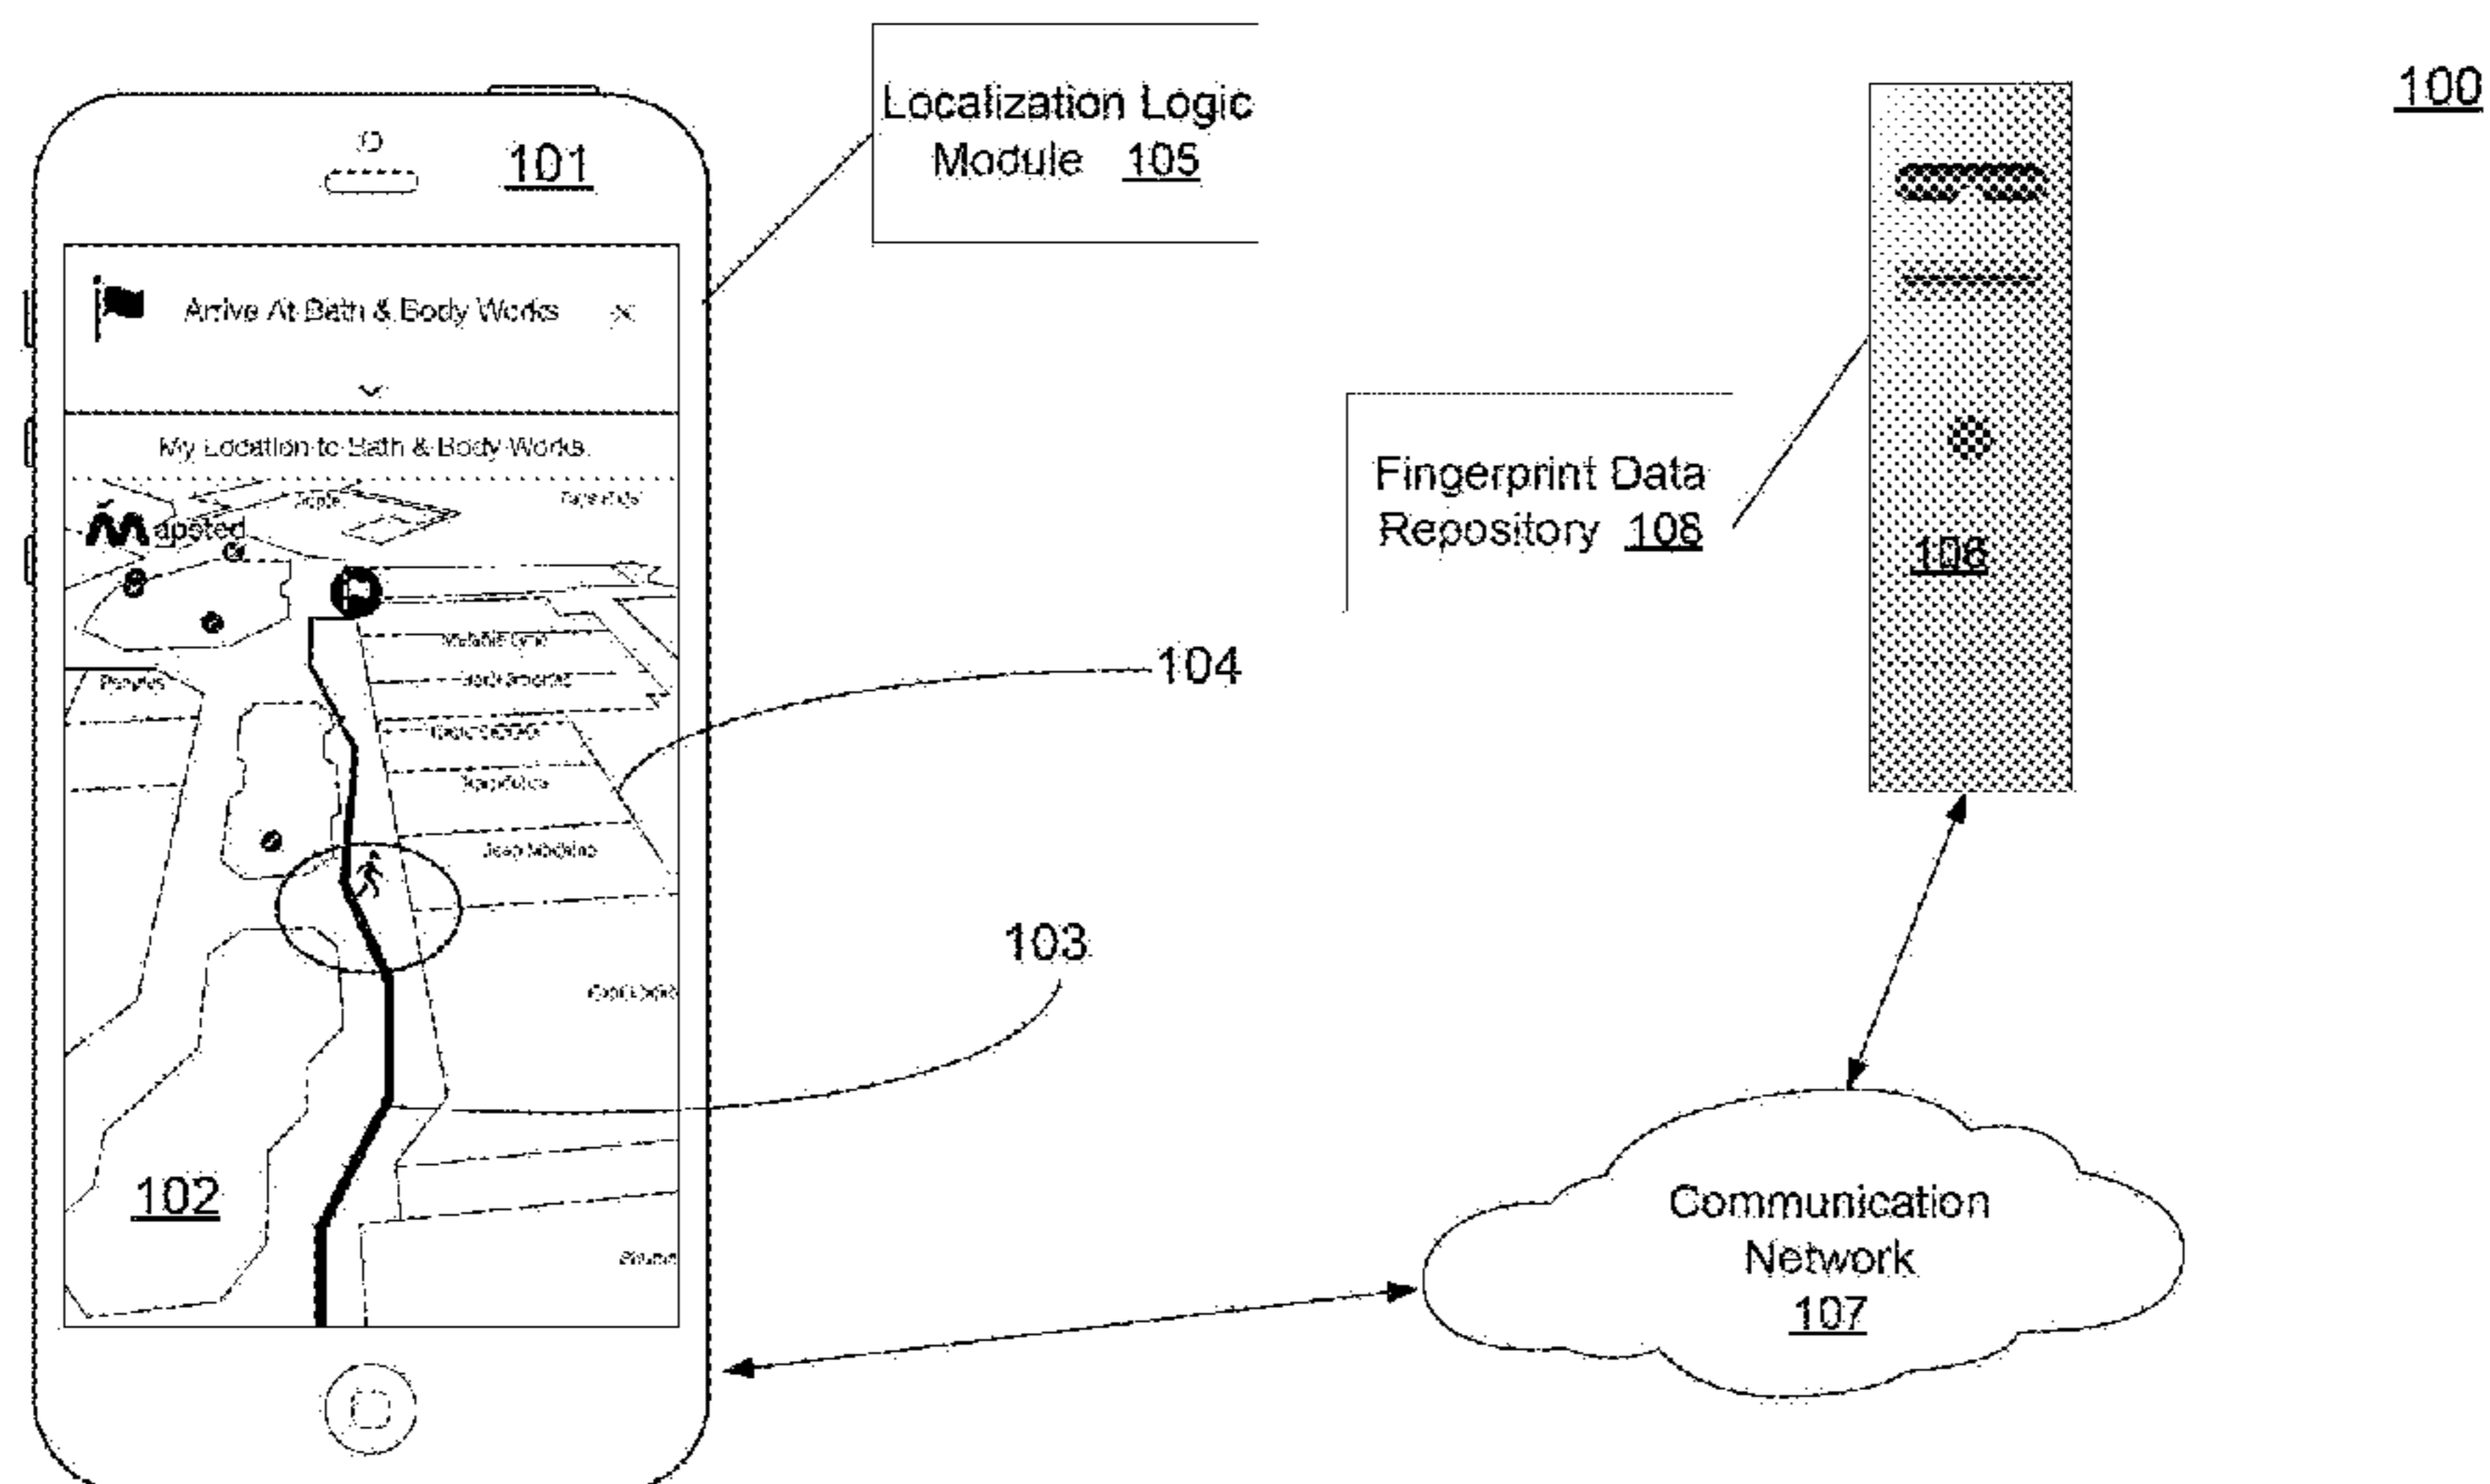 100
Localization Logic
Module 105
101
Arrive At Bath & Body Works
My Location to Bath & Body Works
Mapsted
Fingerprint Data
Repository 108
106
104
103
102
Communication
Network
107